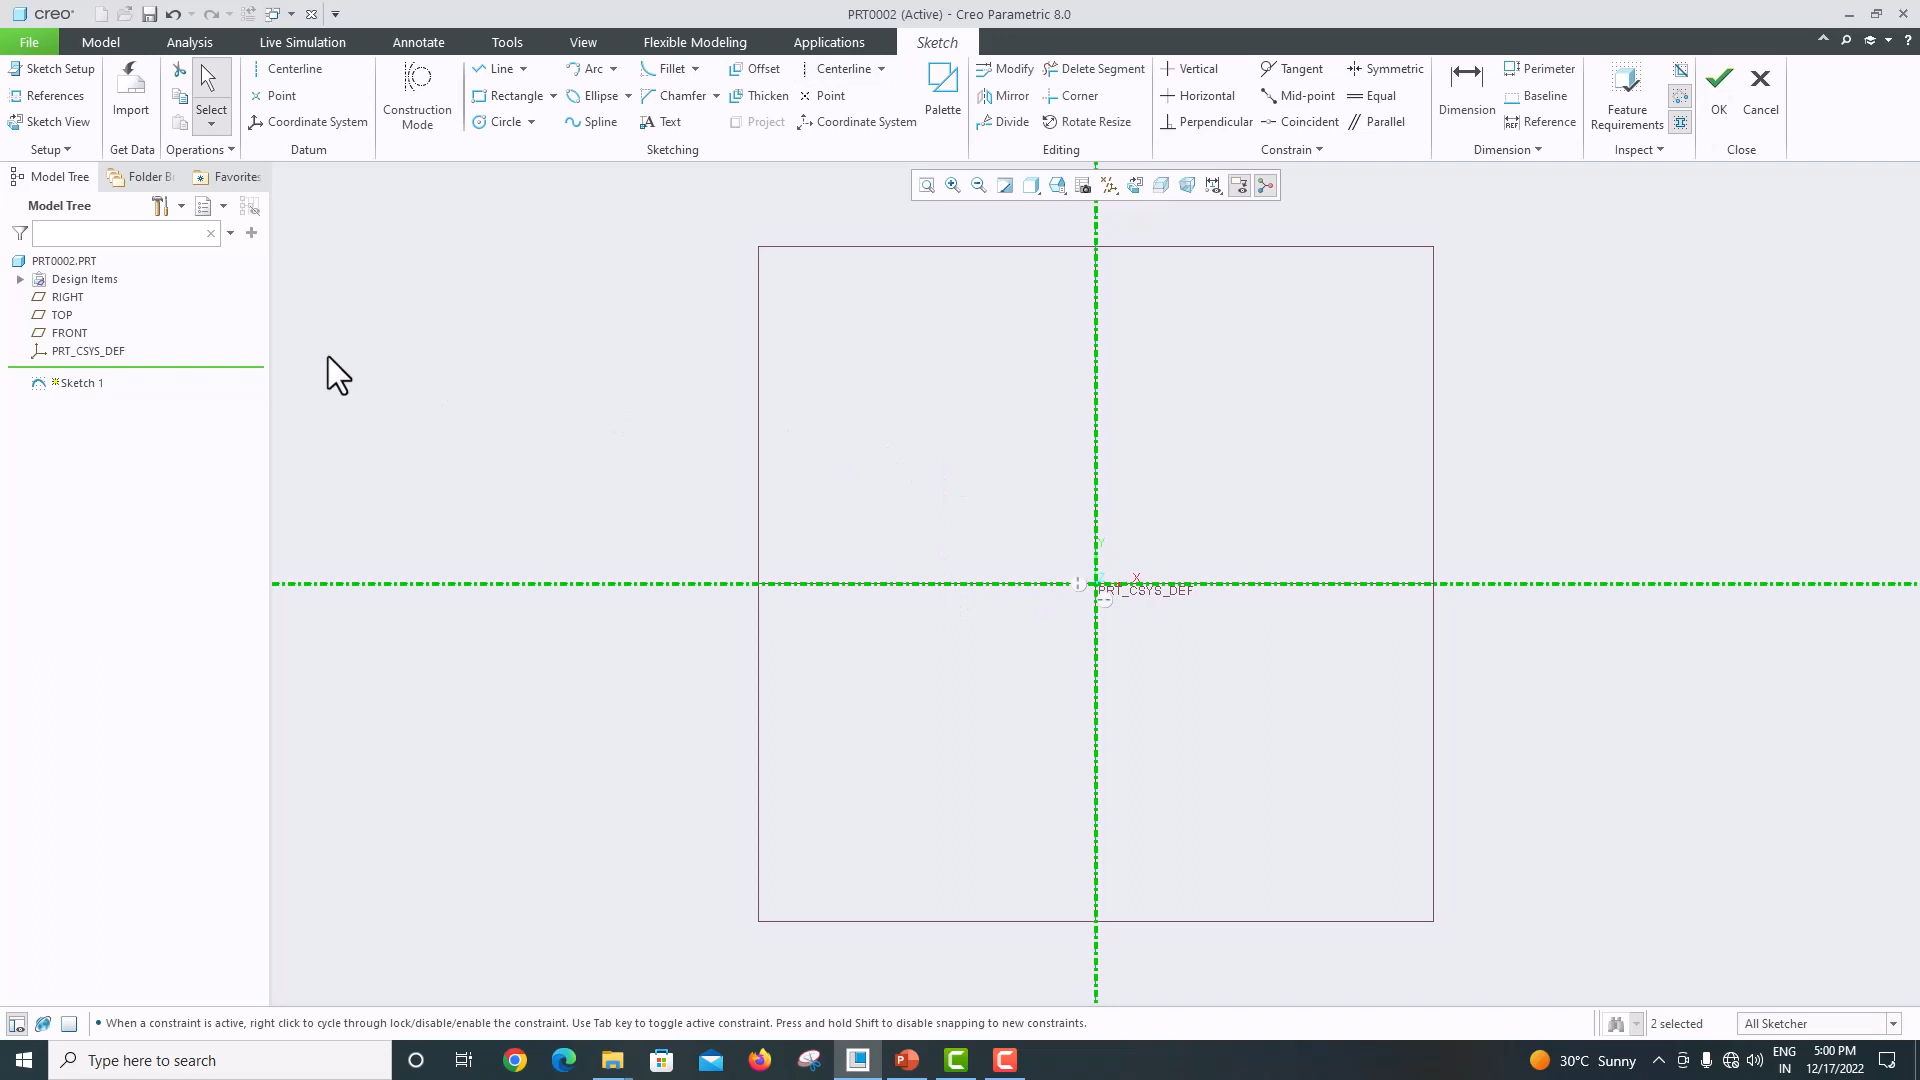 creo·
PRT0002 (Active) - Creo Parametric 8.0
File Model Analysis Live Simulation Annotate Tools View Flexible Modeling Applications Sketch
Sketch Setup
References
Sketch View
Setup
Import
Get Data
Select
Operations
Centerline
Point
Coordinate System
Datum
Construction
Mode
Line Arc Fillet Offset Centerline
Rectangle Ellipse Chamfer Thicken Point
Circle Spline Text Project Coordinate System
Palette
Sketching
Modify Delete Segment
Mirror Corner
Divide Rotate Resize
Editing
Vertical Tangent Symmetric
Horizontal Mid-point Equal
Perpendicular Coincident Parallel
Constrain
Dimension
Perimeter
Baseline
Reference
Dimension
Feature
Requirements
Inspect
OK
Cancel
Close
Model Tree Folder B Favorites
Model Tree
PRT0002.PRT
Design Items
RIGHT
TOP
FRONT
PRT_CSYS_DEF
Sketch 1
Y
X
PRT_CSYS_DEF
When a constraint is active, right click to cycle through lock/disable/enable the constraint. Use Tab key to toggle active constraint. Press and hold Shift to disable snapping to new constraints.
2 selected
All Sketcher
Type here to search
30°C Sunny
ENG
IN
5:00 PM
12/17/2022